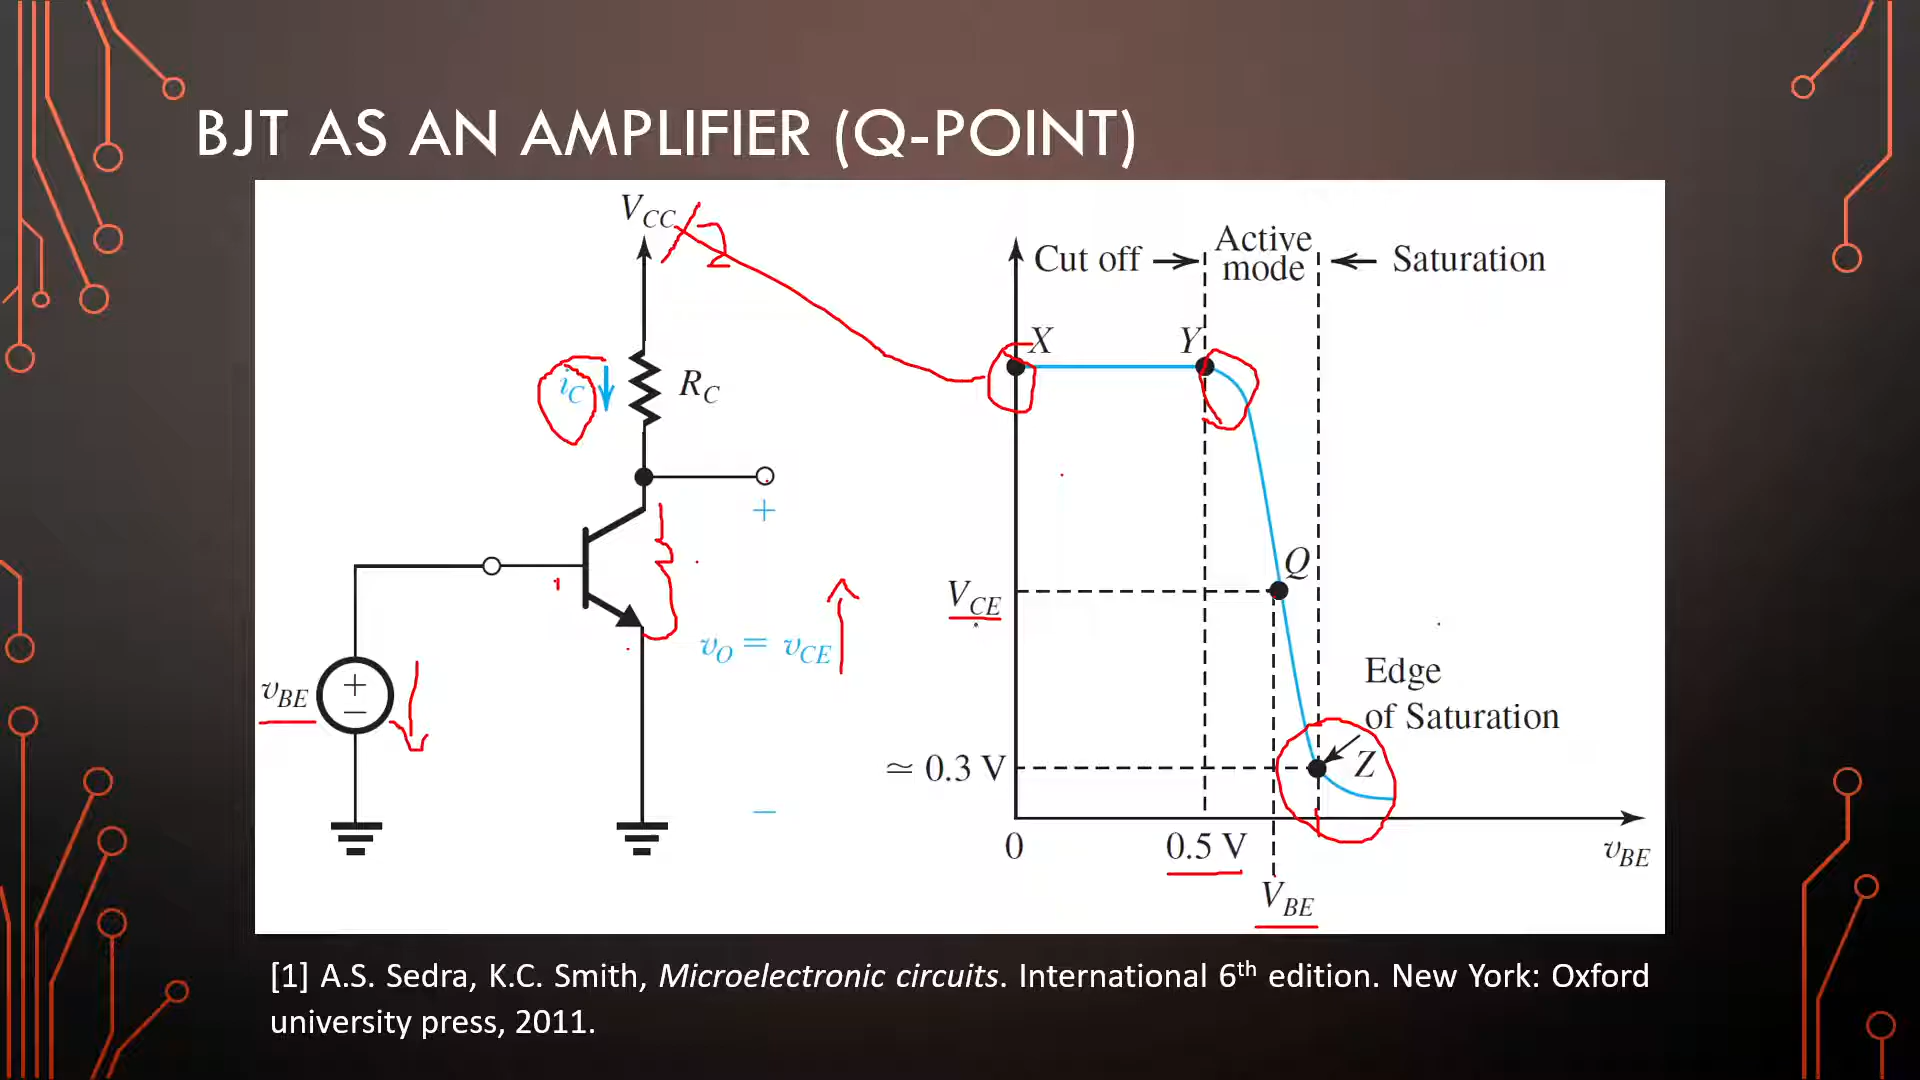 BJT AS AN AMPLIFIER (Q-POINT)
V_CC / 2
i_C
R_C
+
v_O = v_CE
−
v_BE
+
−
Cut off → Active mode ← Saturation
X
Y
Q
V_CE
Edge
of Saturation
Z
≃ 0.3 V
0
0.5 V
V_BE
v_BE
[1] A.S. Sedra, K.C. Smith, Microelectronic circuits. International 6th edition. New York: Oxford
university press, 2011.